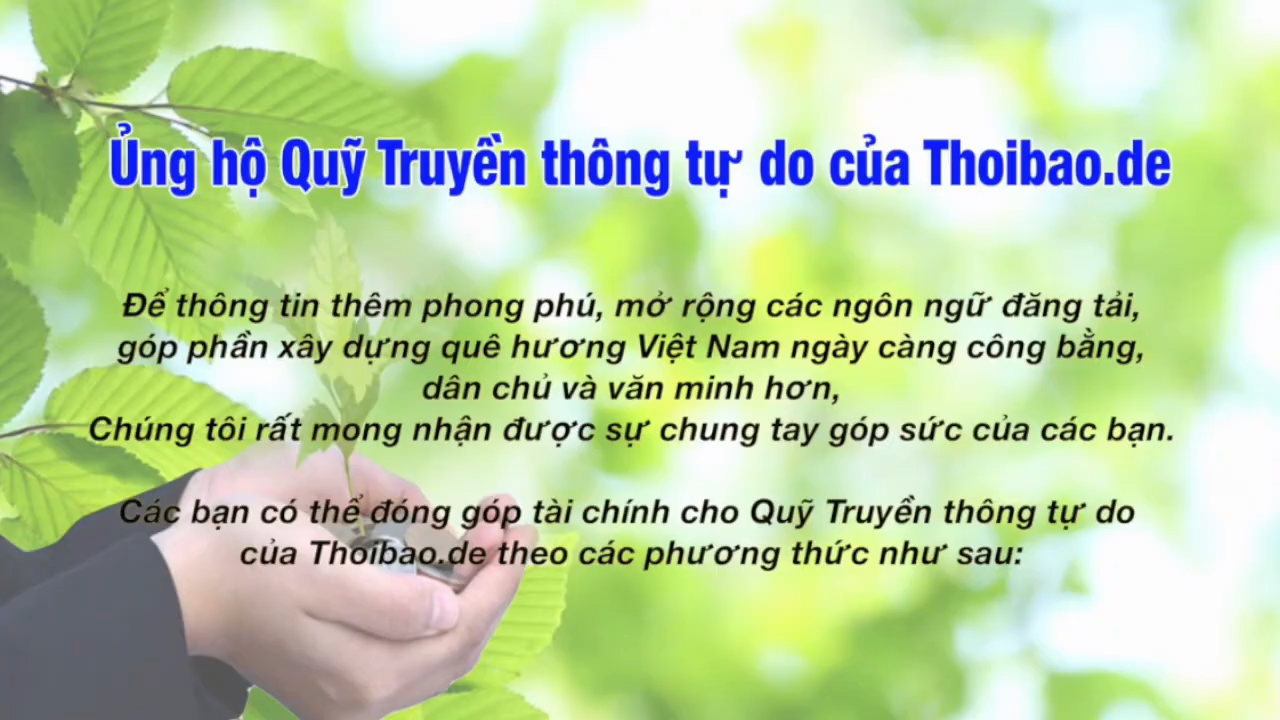 Ủng hộ Quỹ Truyền thông tự do của Thoibao.de
Để thông tin thêm phong phú, mở rộng các ngôn ngữ đăng tải,
góp phần xây dựng quê hương Việt Nam ngày càng công bằng,
dân chủ và văn minh hơn,
Chúng tôi rất mong nhận được sự chung tay góp sức của các bạn.
Các bạn có thể đóng góp tài chính cho Quỹ Truyền thông tự do
của Thoibao.de theo các phương thức như sau: